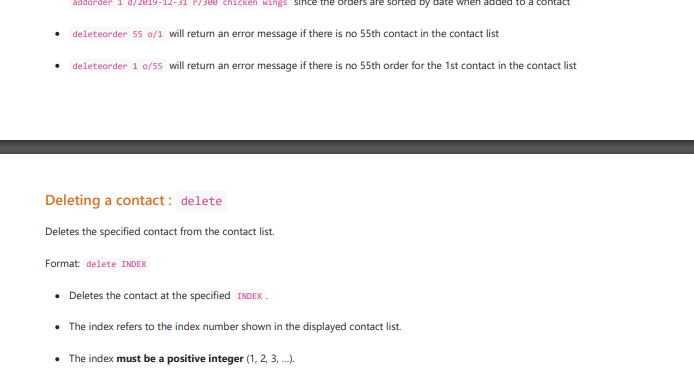 addorder 1 d/2019-12-31 r/300 chicken wings since the orders are sorted by date when added to a contact
• deleteorder 55 o/1 will return an error message if there is no 55th contact in the contact list
• deleteorder 1 o/55 will return an error message if there is no 55th order for the 1st contact in the contact list
Deleting a contact : delete
Deletes the specified contact from the contact list.
Format: delete INDEX
• Deletes the contact at the specified INDEX .
• The index refers to the index number shown in the displayed contact list.
• The index must be a positive integer (1, 2, 3, …).